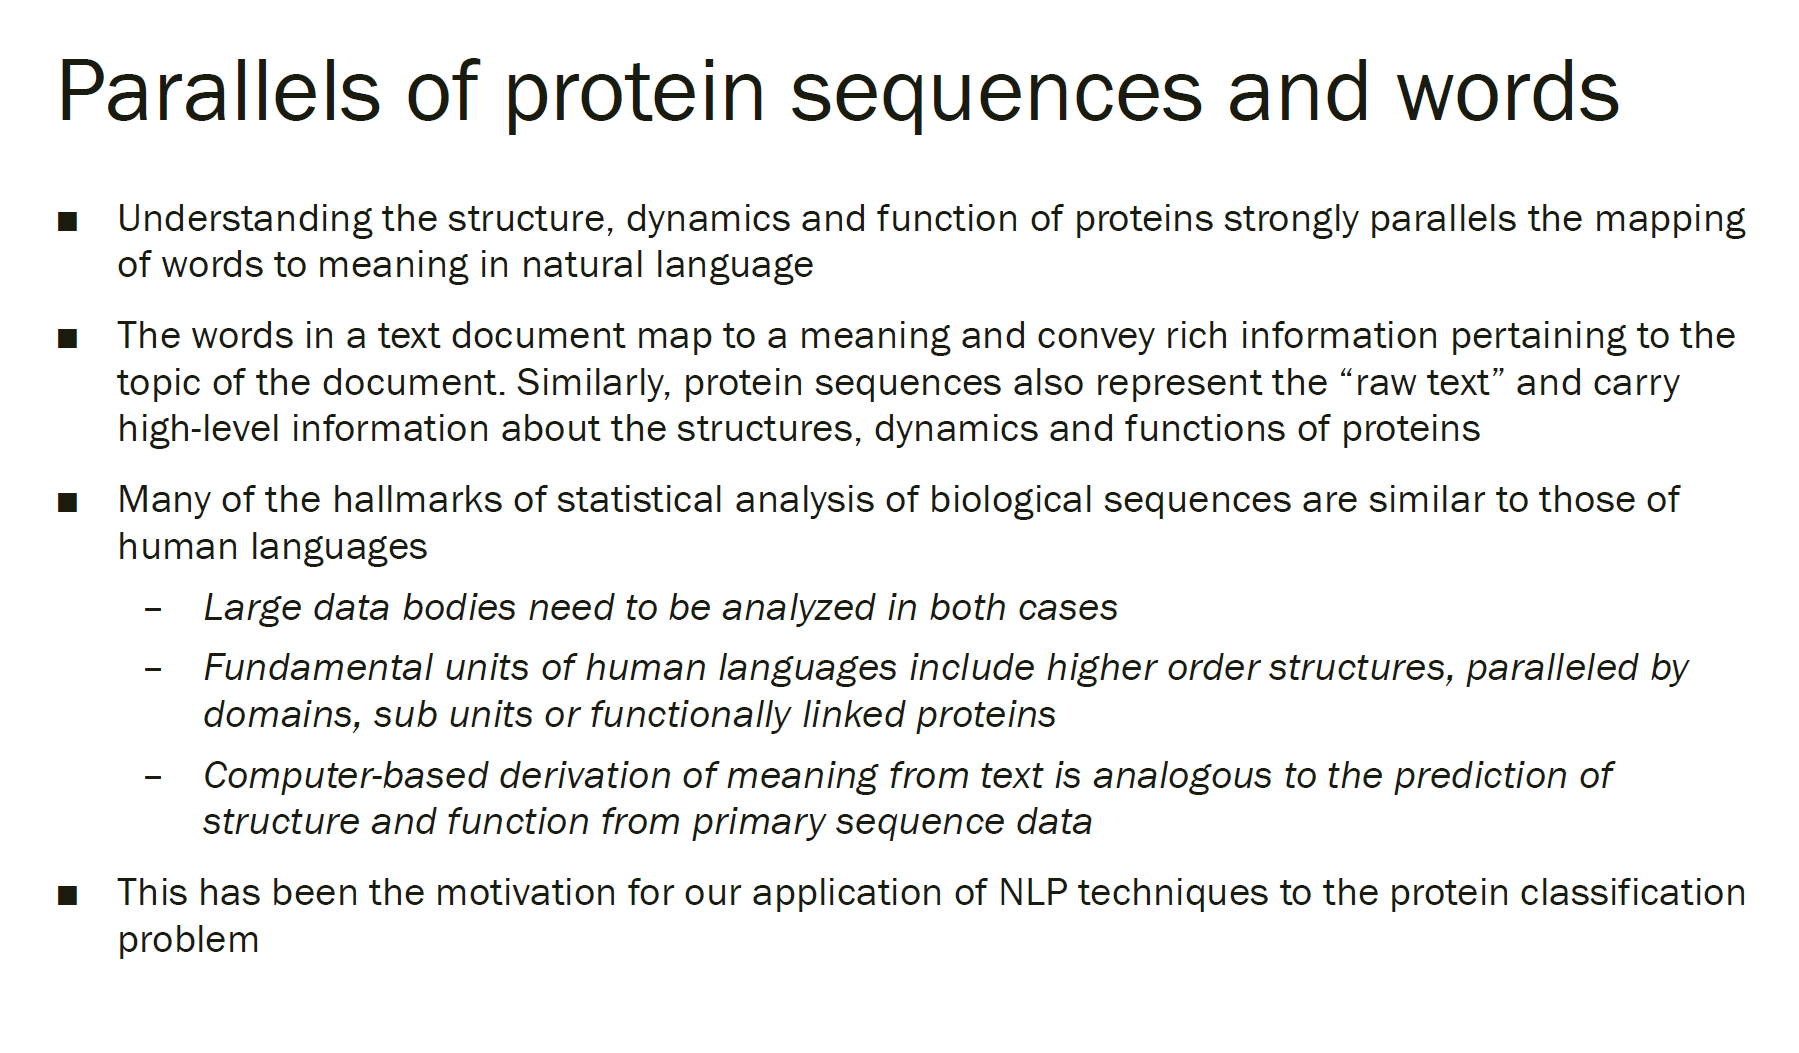 Parallels of protein sequences and words
■ Understanding the structure, dynamics and function of proteins strongly parallels the mapping
of words to meaning in natural language
■ The words in a text document map to a meaning and convey rich information pertaining to the
topic of the document. Similarly, protein sequences also represent the “raw text” and carry
high-level information about the structures, dynamics and functions of proteins
■ Many of the hallmarks of statistical analysis of biological sequences are similar to those of
human languages
– Large data bodies need to be analyzed in both cases
– Fundamental units of human languages include higher order structures, paralleled by
domains, sub units or functionally linked proteins
– Computer-based derivation of meaning from text is analogous to the prediction of
structure and function from primary sequence data
■ This has been the motivation for our application of NLP techniques to the protein classification
problem